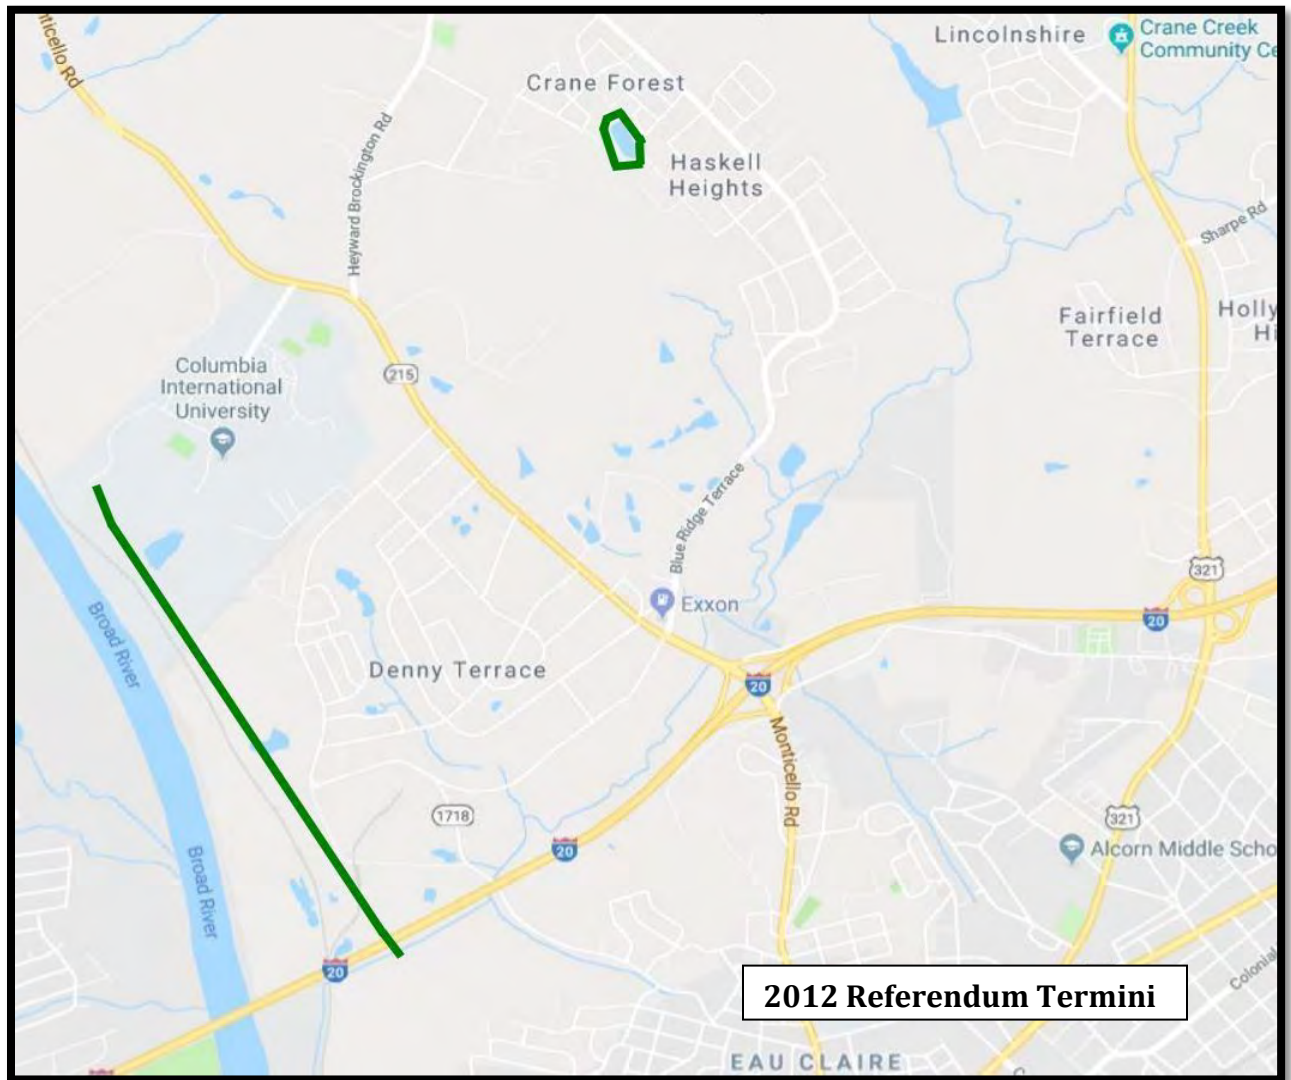 Lincolnshire
Crane Creek
Community Ce
nticello Rd
Crane Forest
Heyward Brockington Rd
Haskell
Heights
Sharpe Rd
Fairfield
Terrace
Holly
Hi
Columbia
International
University
215
Blue Ridge Terrace
321
Exxon
20
Broad River
Denny Terrace
20
Monticello Rd
1718
321
20
Alcorn Middle Scho
Broad River
20
Colonial
2012 Referendum Termini
EAU CLAIRE